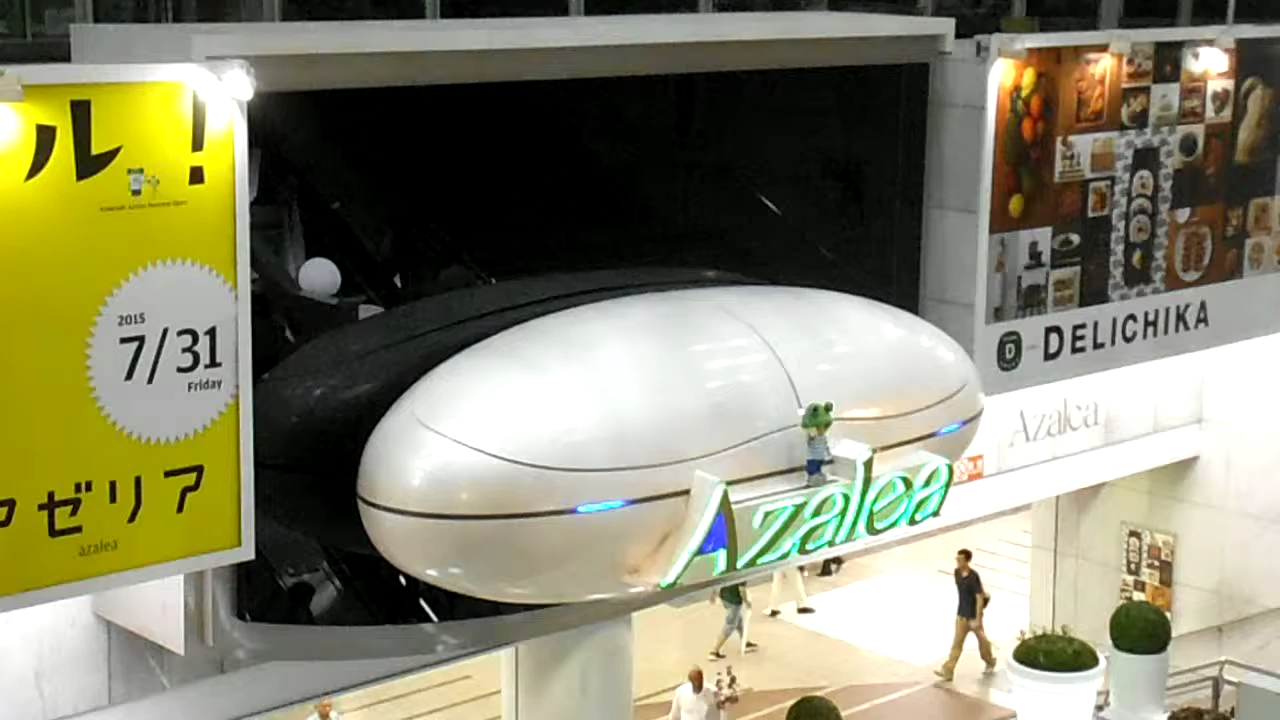 ル!
2015
7/31
Friday
アゼリア
azalea
Azalea
DELICHIKA
D
Azalea